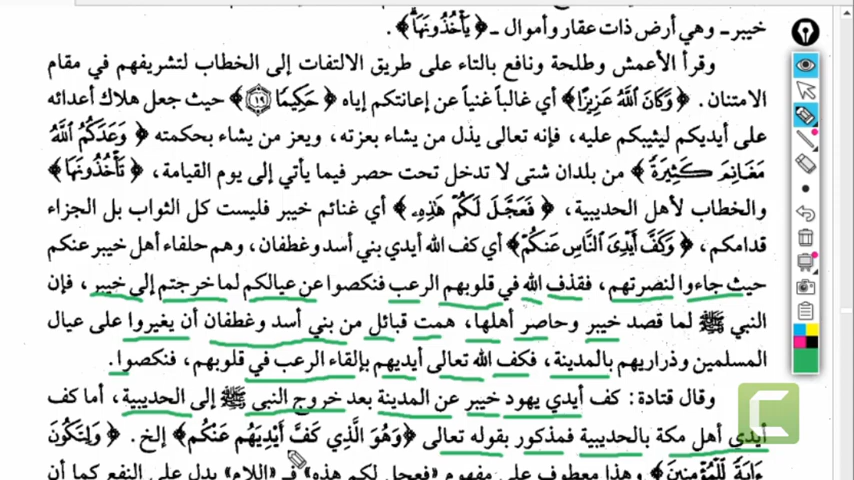 خيبر ـ وهي أرض ذات عقار وأموال ـ ﴿يَأْخُذُونَهَا﴾.
وقرأ الأعمش وطلحة ونافع بالتاء على طريق الالتفات إلى الخطاب لتشريفهم في مقام
الامتنان. ﴿وَكَانَ اللَّهُ عَزِيزًا﴾ أي غالباً غنياً عن إعانتكم إياه ﴿حَكِيمًا ١٩﴾ حيث جعل هلاك أعدائه
على أيديكم ليثيبكم عليه، فإنه تعالى يذل من يشاء بعزته، ويعز من يشاء بحكمته ﴿وَعَدَكُمُ اللَّهُ
مَغَانِمَ كَثِيرَةً﴾ من بلدان شتى لا تدخل تحت حصر فيما يأتي إلى يوم القيامة، ﴿تَأْخُذُونَهَا﴾
والخطاب لأهل الحديبية، ﴿فَعَجَّلَ لَكُمْ هَذِهِ﴾ أي غنائم خيبر فليست كل الثواب بل الجزاء
قدامكم، ﴿وَكَفَّ أَيْدِيَ النَّاسِ عَنكُمْ﴾ أي كف الله أيدي بني أسد وغطفان، وهم حلفاء أهل خيبر عنكم
حيث جاءوا لنصرتهم، فقذف الله في قلوبهم الرعب فنكصوا عن عيالكم لما خرجتم إلى خيبر، فإن
النبي ﷺ لما قصد خيبر وحاصر أهلها، همت قبائل من بني أسد وغطفان أن يغيروا على عيال
المسلمين وذراريهم بالمدينة، فكف الله تعالى أيديهم بإلقاء الرعب في قلوبهم، فنكصوا.
وقال قتادة: كف أيدي يهود خيبر عن المدينة بعد خروج النبي ﷺ إلى الحديبية، أما كف
أيدي أهل مكة بالحديبية فمذكور بقوله تعالى ﴿وَهُوَ الَّذِي كَفَّ أَيْدِيَهُمْ عَنْكُم﴾ إلخ. ﴿وَلِتَكُونَ
ءَايَةً لِّلْمُؤْمِنِينَ﴾ وهذا معطوف على مفهوم «فعجل لكم هذه» فـ «اللام» يدل على النفع كما أن